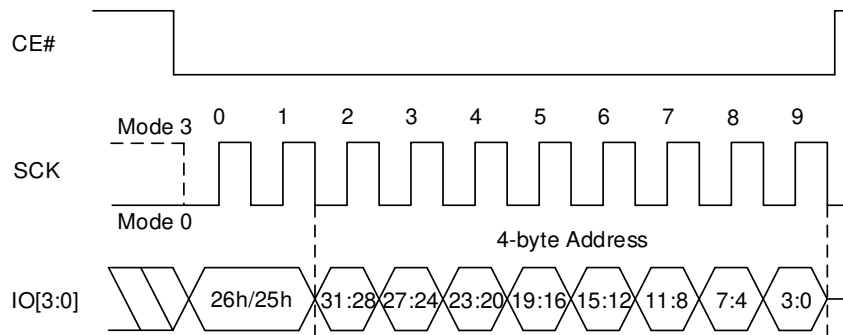 CE#
Mode 3
0 1 2 3 4 5 6 7 8 9
SCK
Mode 0
4-byte Address
IO[3:0]
26h/25h 31:28 27:24 23:20 19:16 15:12 11:8 7:4 3:0